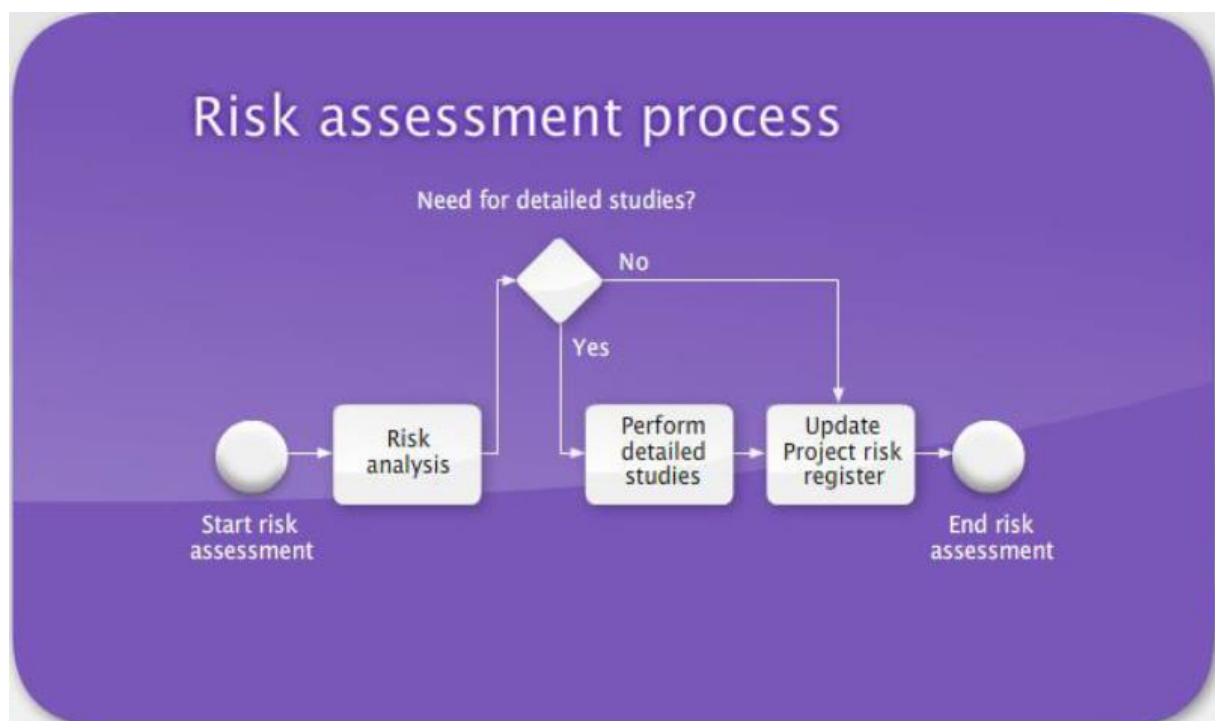 Risk assessment process
Need for detailed studies?
No
Yes
Risk
analysis
Perform
detailed
studies
Update
Project risk
register
Start risk
assessment
End risk
assessment